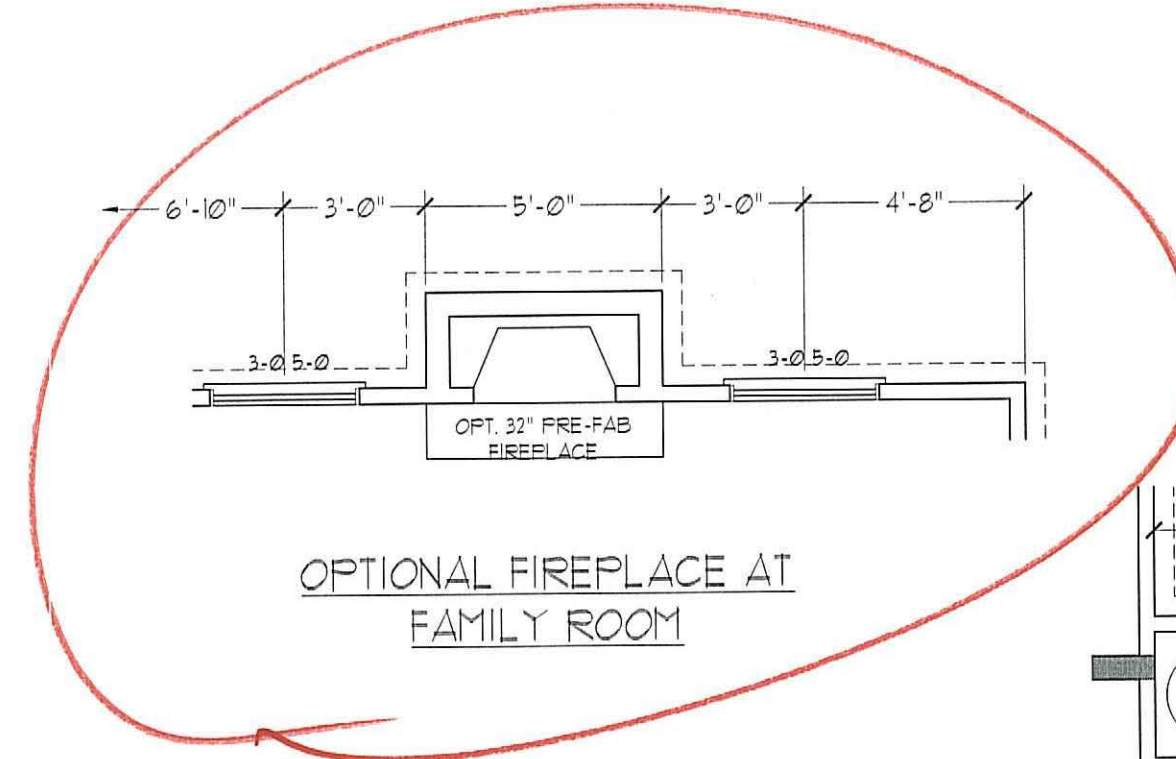 6'-10" 3'-0" 5'-0" 3'-0" 4'-8"
3-0 5-0 3-0 5-0
OPT. 32" PRE-FAB
FIREPLACE
OPTIONAL FIREPLACE AT
FAMILY ROOM